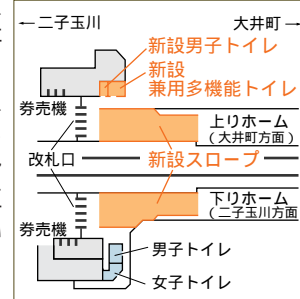 ←二子玉川
大井町→
新設男子トイレ
新設
兼用多機能トイレ
券売機
上りホーム
(大井町方面)
改札口
新設スロープ
下りホーム
(二子玉川方面
券売機
男子トイレ
女子トイレ